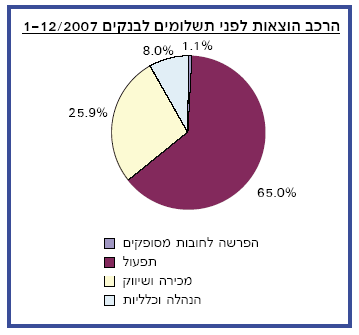 הרכב הוצאות לפני תשלומים לבנקים 1-12/2007
1.1%
8.0%
25.9%
65.0%
הפרשה לחובות מסופקים
תפעול
מכירה ושיווק
הנהלה וכלליות